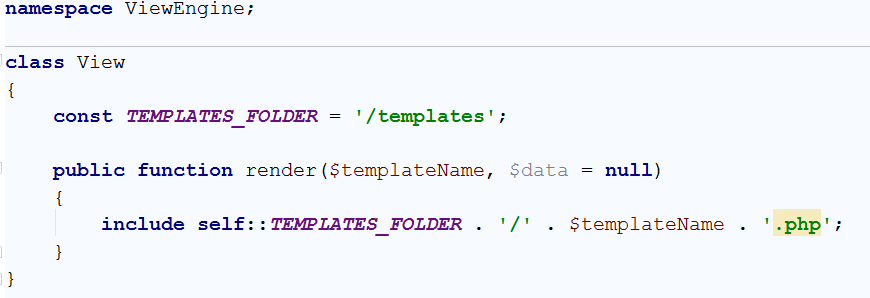 namespace ViewEngine;
class View
{
    const TEMPLATES_FOLDER = '/templates';
    public function render($templateName, $data = null)
    {
        include self::TEMPLATES_FOLDER . '/' . $templateName . '.php';
    }
}